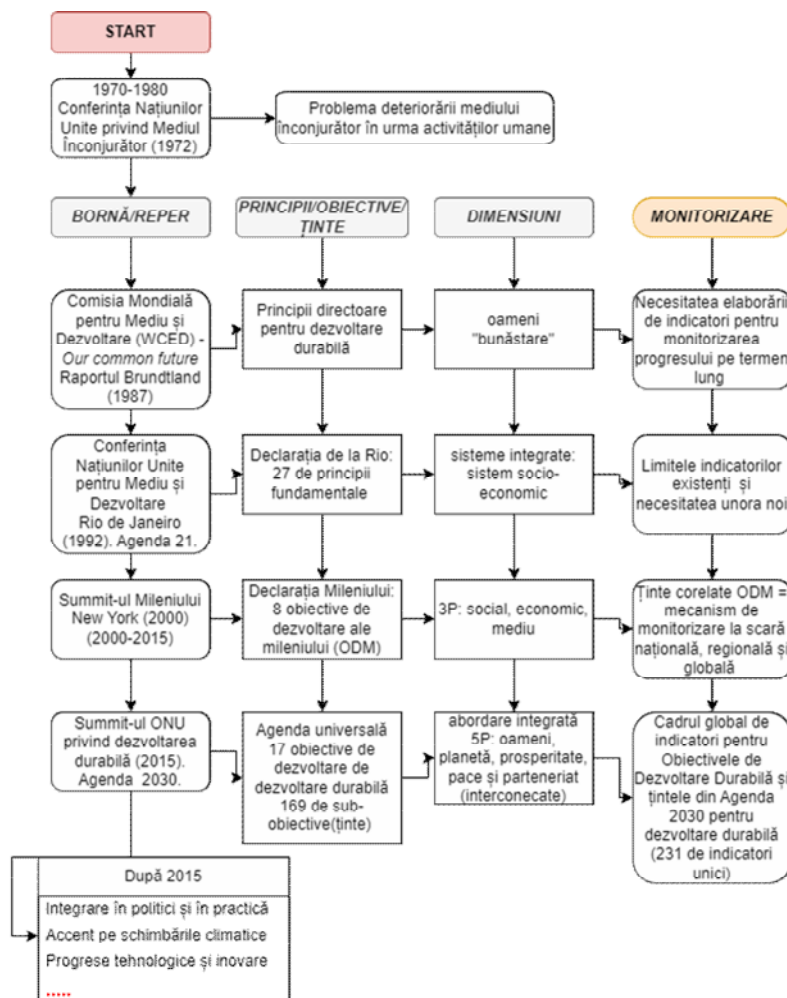 START
1970-1980
Conferința Națiunilor
Unite privind Mediul
Înconjurător (1972)
Problema deteriorării mediului
înconjurător în urma activităților umane
BORNĂ/REPER
PRINCIPII/OBIECTIVE/
ȚINTE
DIMENSIUNI
MONITORIZARE
Comisia Mondială
pentru Mediu și
Dezvoltare (WCED) -
Our common future
Raportul Brundtland
(1987)
Principii directoare
pentru dezvoltare
durabilă
oameni
"bunăstare"
Necesitatea elaborării
de indicatori pentru
monitorizarea
progresului pe termen
lung
Conferința
Națiunilor Unite
pentru Mediu și
Dezvoltare
Rio de Janeiro
(1992). Agenda 21.
Declarația de la Rio:
27 de principii
fundamentale
sisteme integrate:
sistem socio-
economic
Limitele indicatorilor
existenți și
necesitatea unora noi
Summit-ul Mileniului
New York (2000)
(2000-2015)
Declarația Mileniului:
8 obiective de
dezvoltare ale
mileniului (ODM)
3P: social, economic,
mediu
Ținte corelate ODM =
mecanism de
monitorizare la scară
națională, regională și
globală
Summit-ul ONU
privind dezvoltarea
durabilă (2015).
Agenda 2030.
Agenda universală
17 obiective de
dezvoltare de
dezvoltare durabilă
169 de sub-
obiective(ținte)
abordare integrată
5P: oameni,
planetă, prosperitate,
pace și parteneriat
(interconecate)
Cadrul global de
indicatori pentru
Obiectivele de
Dezvoltare Durabilă și
țintele din Agenda
2030 pentru
dezvoltare durabilă
(231 de indicatori
unici)
După 2015
Integrare în politici și în practică
Accent pe schimbările climatice
Progrese tehnologice și inovare
.....